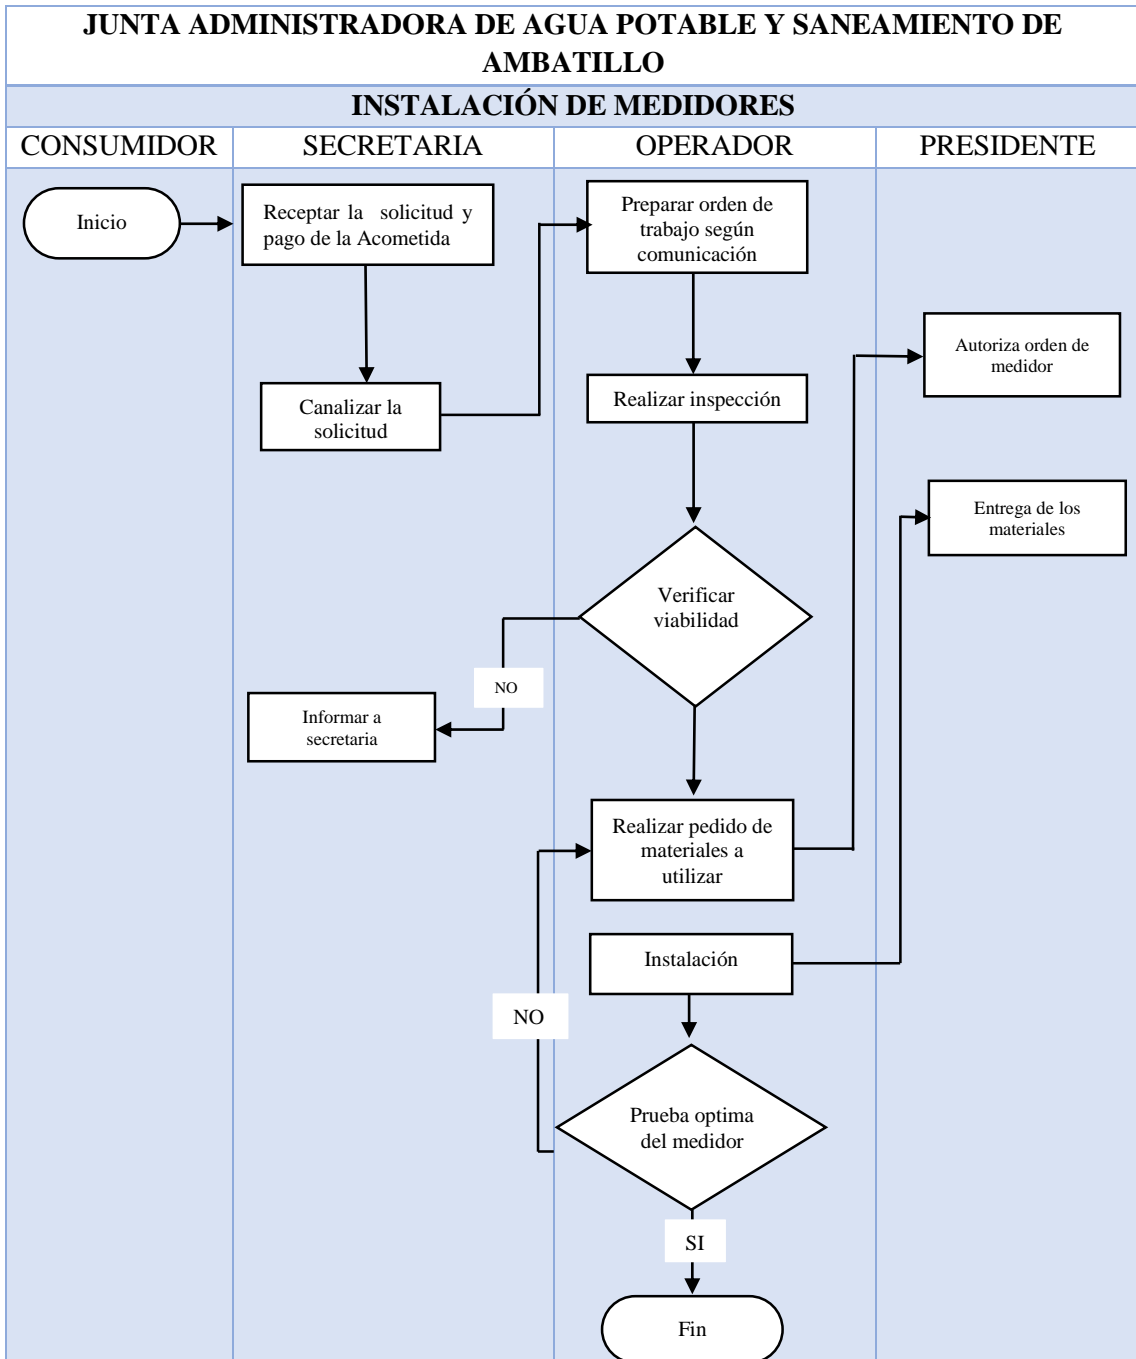 JUNTA ADMINISTRADORA DE AGUA POTABLE Y SANEAMIENTO DE
AMBATILLO
INSTALACIÓN DE MEDIDORES
CONSUMIDOR
SECRETARIA
OPERADOR
PRESIDENTE
Inicio
Receptar la solicitud y
pago de la Acometida
Preparar orden de
trabajo según
comunicación
Autoriza orden de
medidor
Canalizar la
solicitud
Realizar inspección
Entrega de los
materiales
Verificar
viabilidad
NO
Informar a
secretaria
Realizar pedido de
materiales a
utilizar
Instalación
NO
Prueba optima
del medidor
SI
Fin